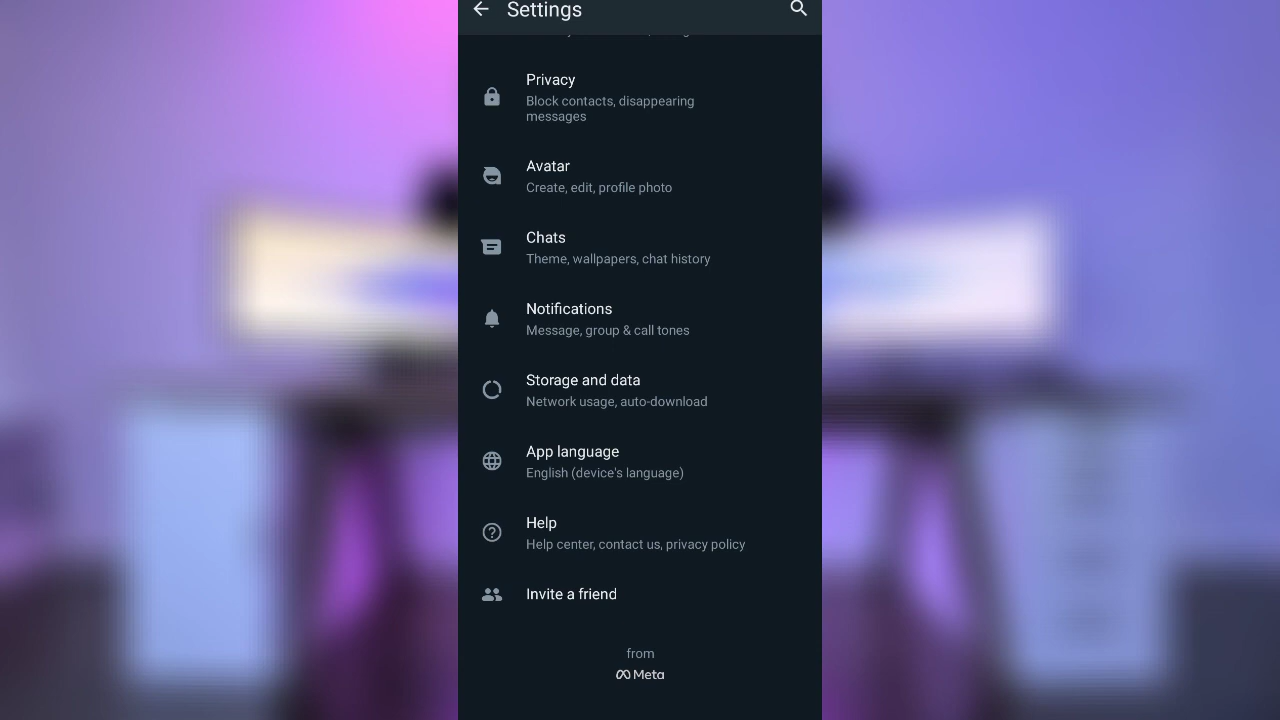 Settings
Privacy
Block contacts, disappearing
messages
Avatar
Create, edit, profile photo
Chats
Theme, wallpapers, chat history
Notifications
Message, group & call tones
Storage and data
Network usage, auto-download
App language
English (device's language)
Help
Help center, contact us, privacy policy
Invite a friend
from
Meta